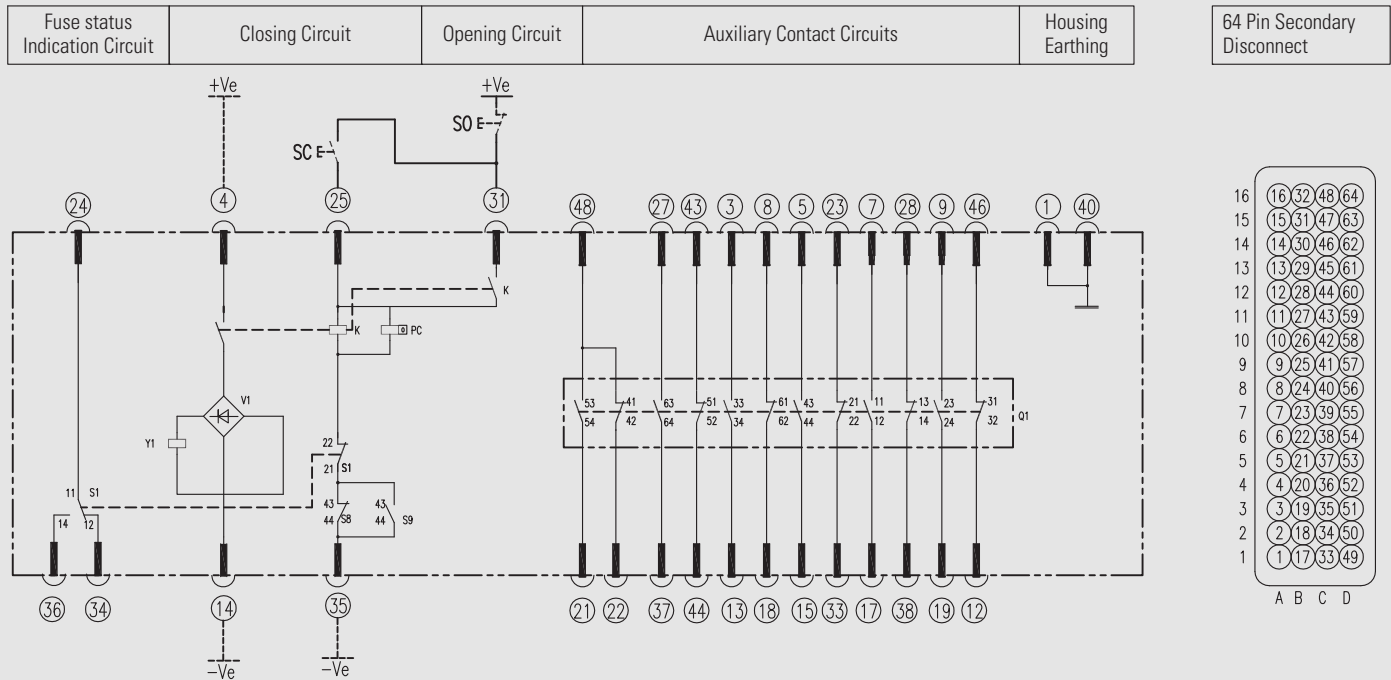 Fuse status
Indication Circuit
Closing Circuit
Opening Circuit
Auxiliary Contact Circuits
Housing
Earthing
64 Pin Secondary
Disconnect
+Ve
+Ve
SO
SC
24
4
25
31
48
27
43
3
8
5
23
7
28
9
46
1
40
K
K
0 PC
V1
Y1
53 41 63 51 33 61 43 21 11 13 23 31
54 42 64 52 34 62 44 22 12 14 24 32
Q1
22
21 S1
11 S1
14 12
43 43
44 S8 44 S9
36
34
14
35
21
22
37
44
13
18
15
33
17
38
19
12
-Ve
-Ve
16 16 32 48 64
15 15 31 47 63
14 14 30 46 62
13 13 29 45 61
12 12 28 44 60
11 11 27 43 59
10 10 26 42 58
9 9 25 41 57
8 8 24 40 56
7 7 23 39 55
6 6 22 38 54
5 5 21 37 53
4 4 20 36 52
3 3 19 35 51
2 2 18 34 50
1 1 17 33 49
A B C D